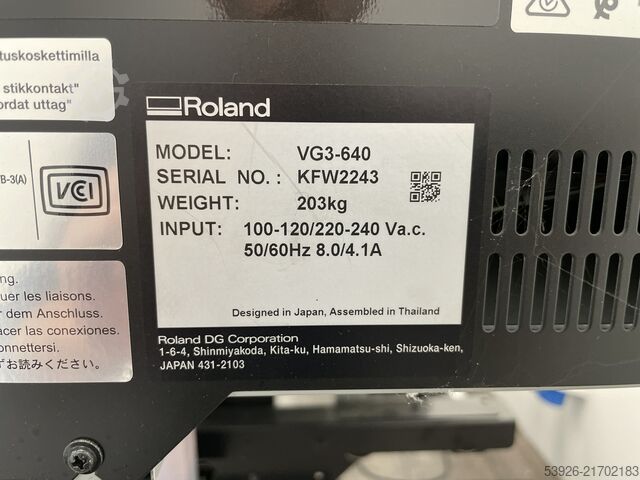 tuskoskettimilla
stikkontakt"
ordat uttag"
Roland
MODEL: VG3-640
SERIAL NO.: KFW2243
WEIGHT: 203kg
INPUT: 100-120/220-240 Va.c.
50/60Hz 8.0/4.1A
Designed in Japan, Assembled in Thailand
Roland DG Corporation
1-6-4, Shinmiyakoda, Kita-ku, Hamamatsu-shi, Shizuoka-ken,
JAPAN 431-2103
B-3(A)
VCI
ng.
uer les liaisons.
dem Anschluss.
acer las conexiones.
onnettersi.
ずお読みください。
53926-21702183